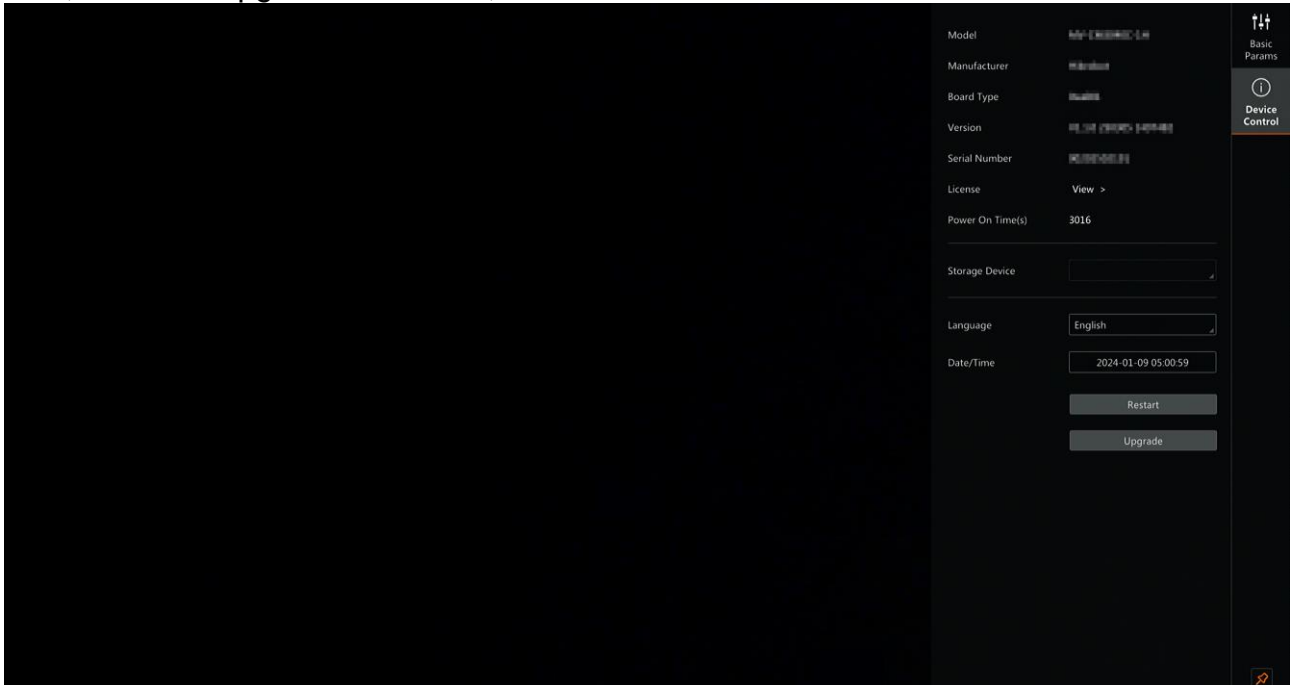 Model
Manufacturer
Board Type
Version
Serial Number
License View >
Power On Time(s) 3016
Storage Device
Language English
Date/Time 2024-01-09 05:00:59
Restart
Upgrade
Basic
Params
Device
Control